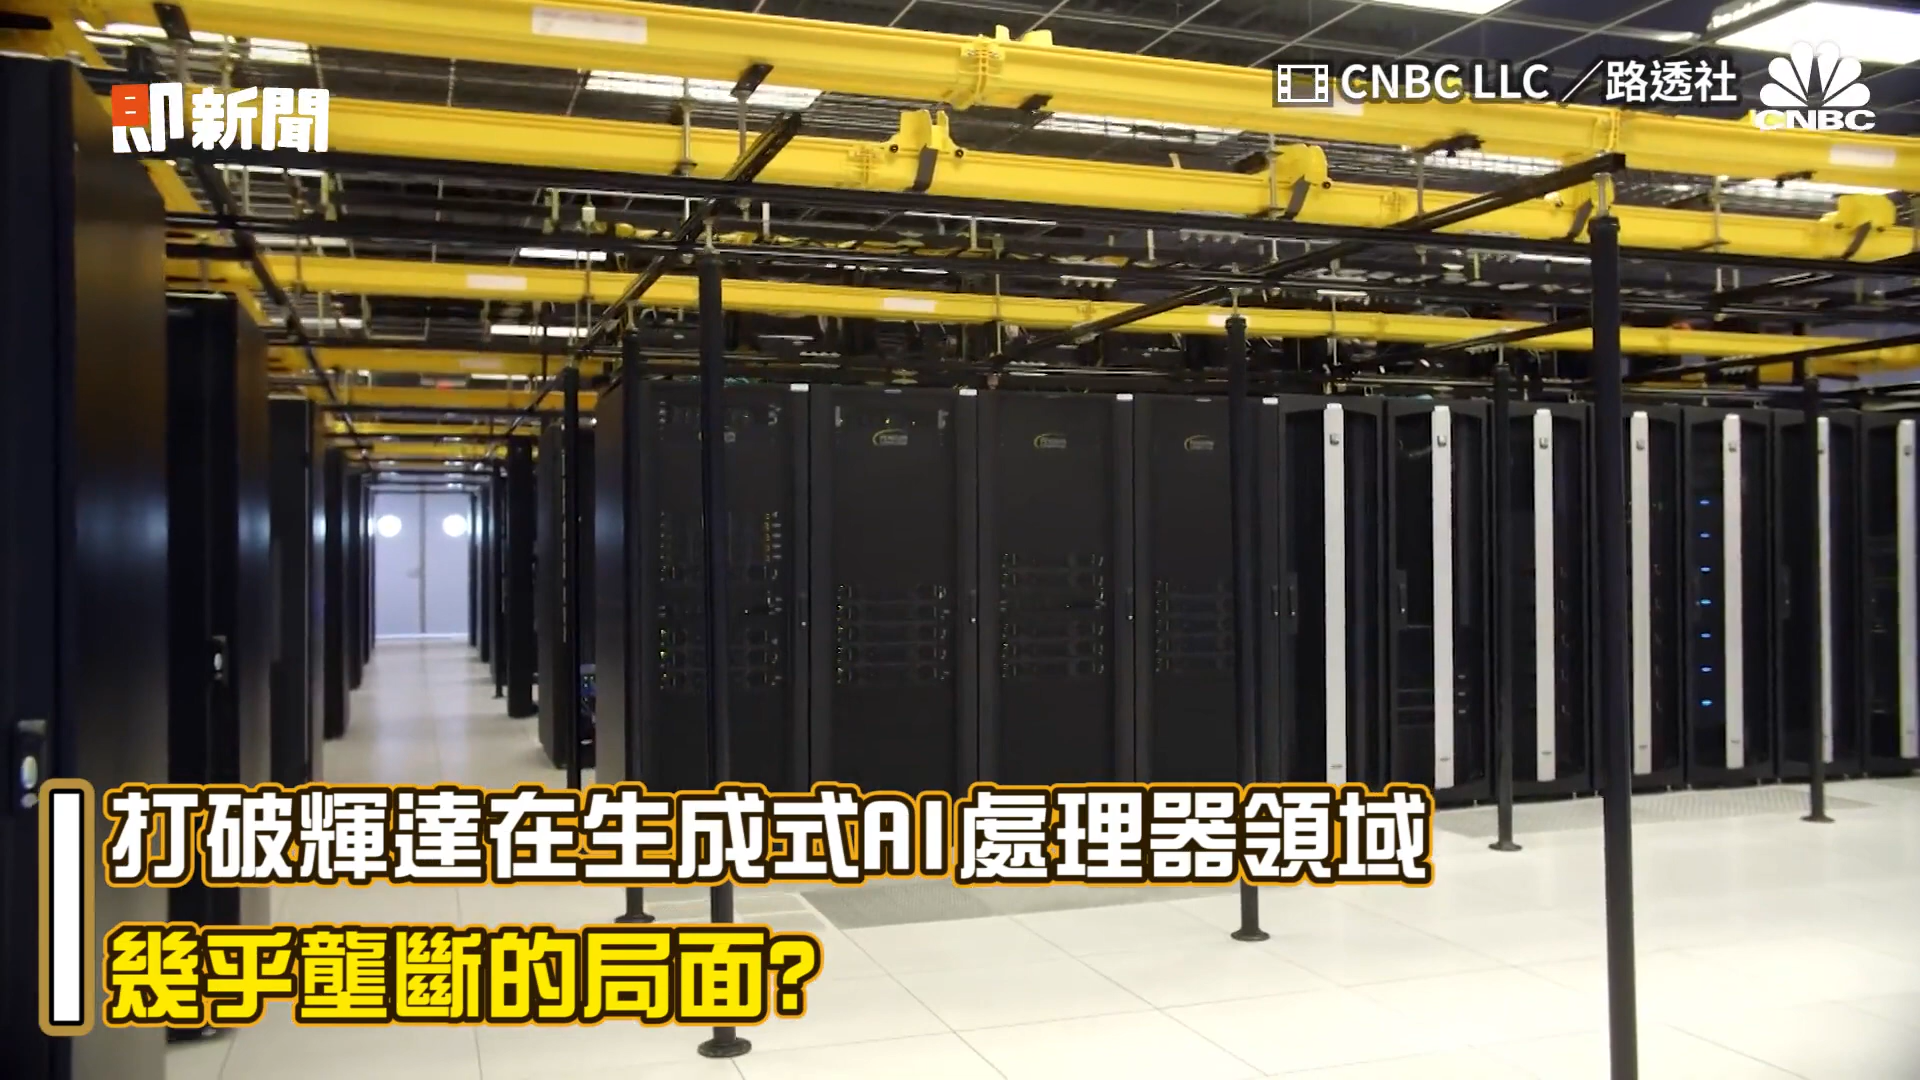 即新聞
CNBC LLC ／路透社
CNBC
打破輝達在生成式AI處理器領域
幾乎壟斷的局面?